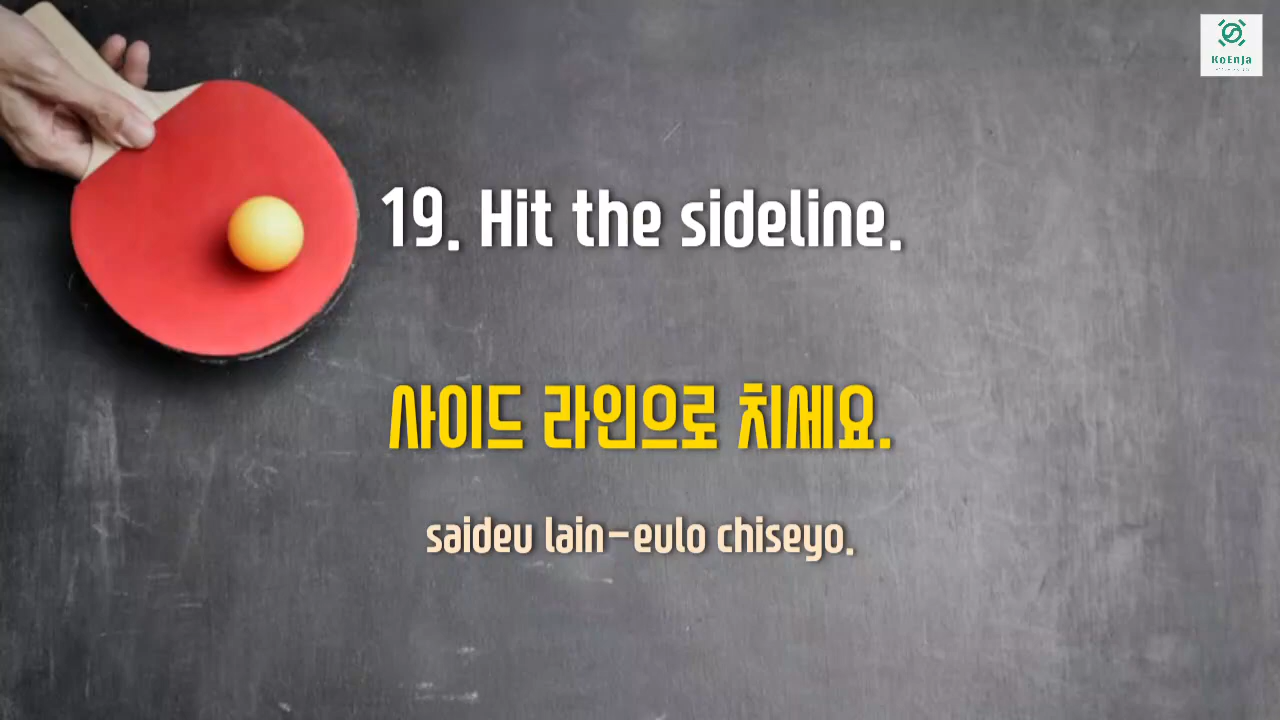 KoEnJa
19. Hit the sideline.
사이드 라인으로 치세요.
saideu lain-eulo chiseyo.